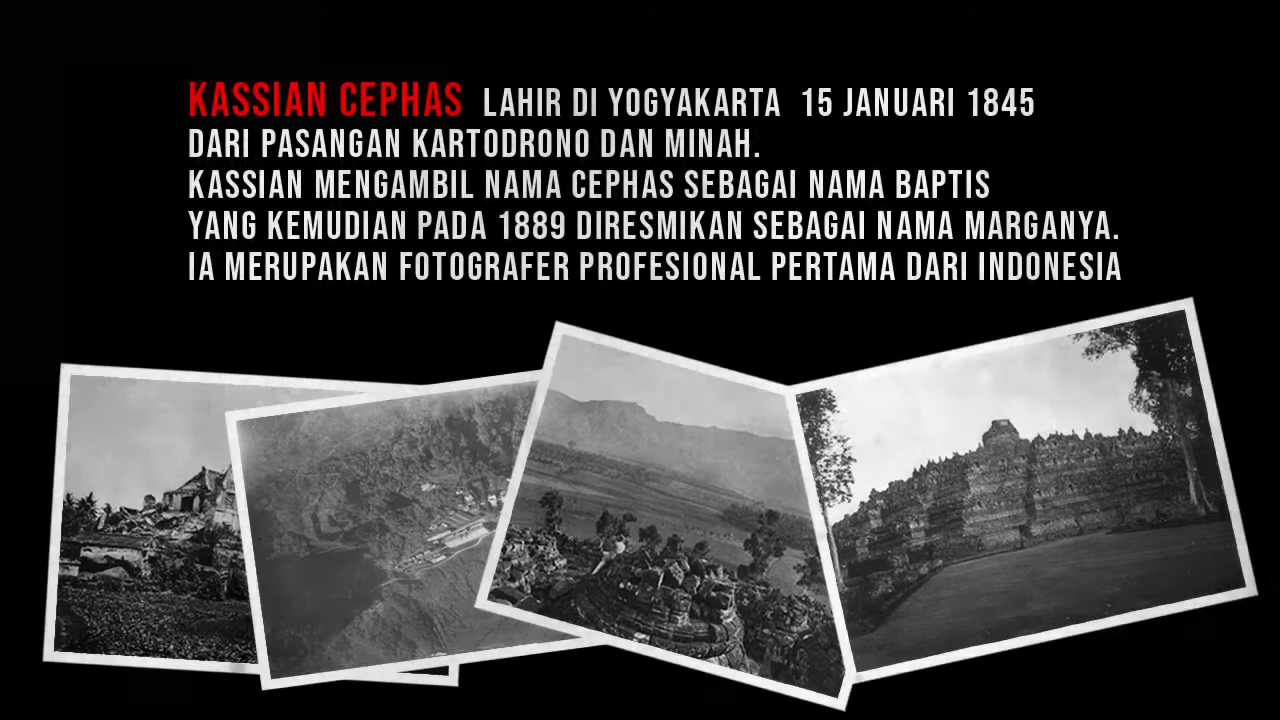 KASSIAN CEPHAS LAHIR DI YOGYAKARTA 15 JANUARI 1845
DARI PASANGAN KARTODRONO DAN MINAH.
KASSIAN MENGAMBIL NAMA CEPHAS SEBAGAI NAMA BAPTIS
YANG KEMUDIAN PADA 1889 DIRESMIKAN SEBAGAI NAMA MARGANYA.
IA MERUPAKAN FOTOGRAFER PROFESIONAL PERTAMA DARI INDONESIA